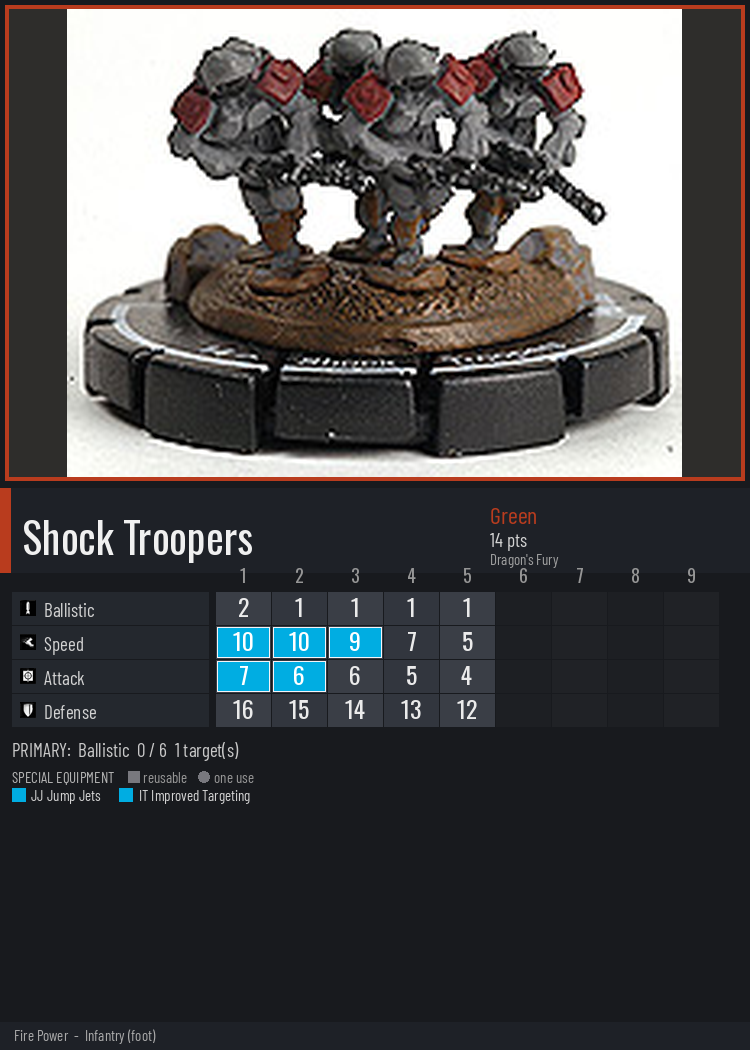 Shock Troopers
Green
14 pts
Dragon's Fury
1 2 3 4 5 6 7 8 9
Ballistic 2 1 1 1 1
Speed 10 10 9 7 5
Attack 7 6 6 5 4
Defense 16 15 14 13 12
PRIMARY: Ballistic 0 / 6 1 target(s)
SPECIAL EQUIPMENT reusable one use
JJ Jump Jets IT Improved Targeting
Fire Power - Infantry (foot)